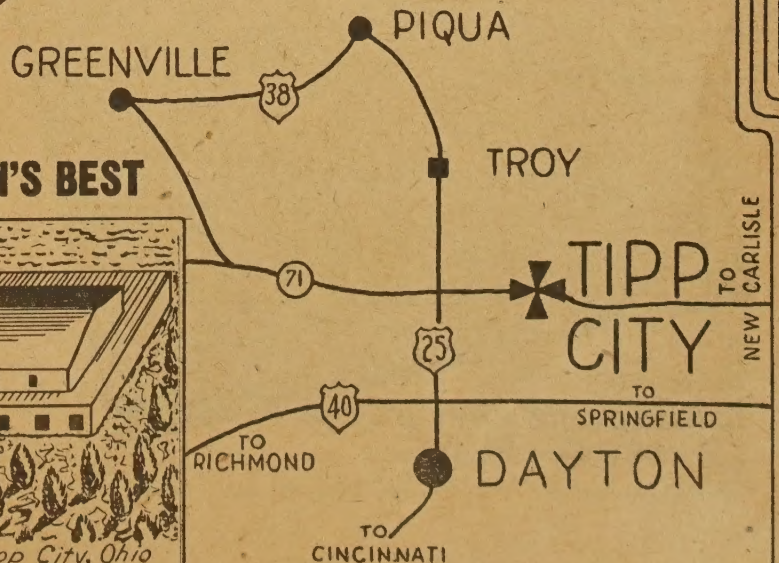 PIQUA
GREENVILLE
38
TROY
'S BEST
TIPP
CITY
TO
NEW CARLISLE
71
25
40
TO
SPRINGFIELD
TO
RICHMOND
DAYTON
City, Ohio
TO
CINCINNATI